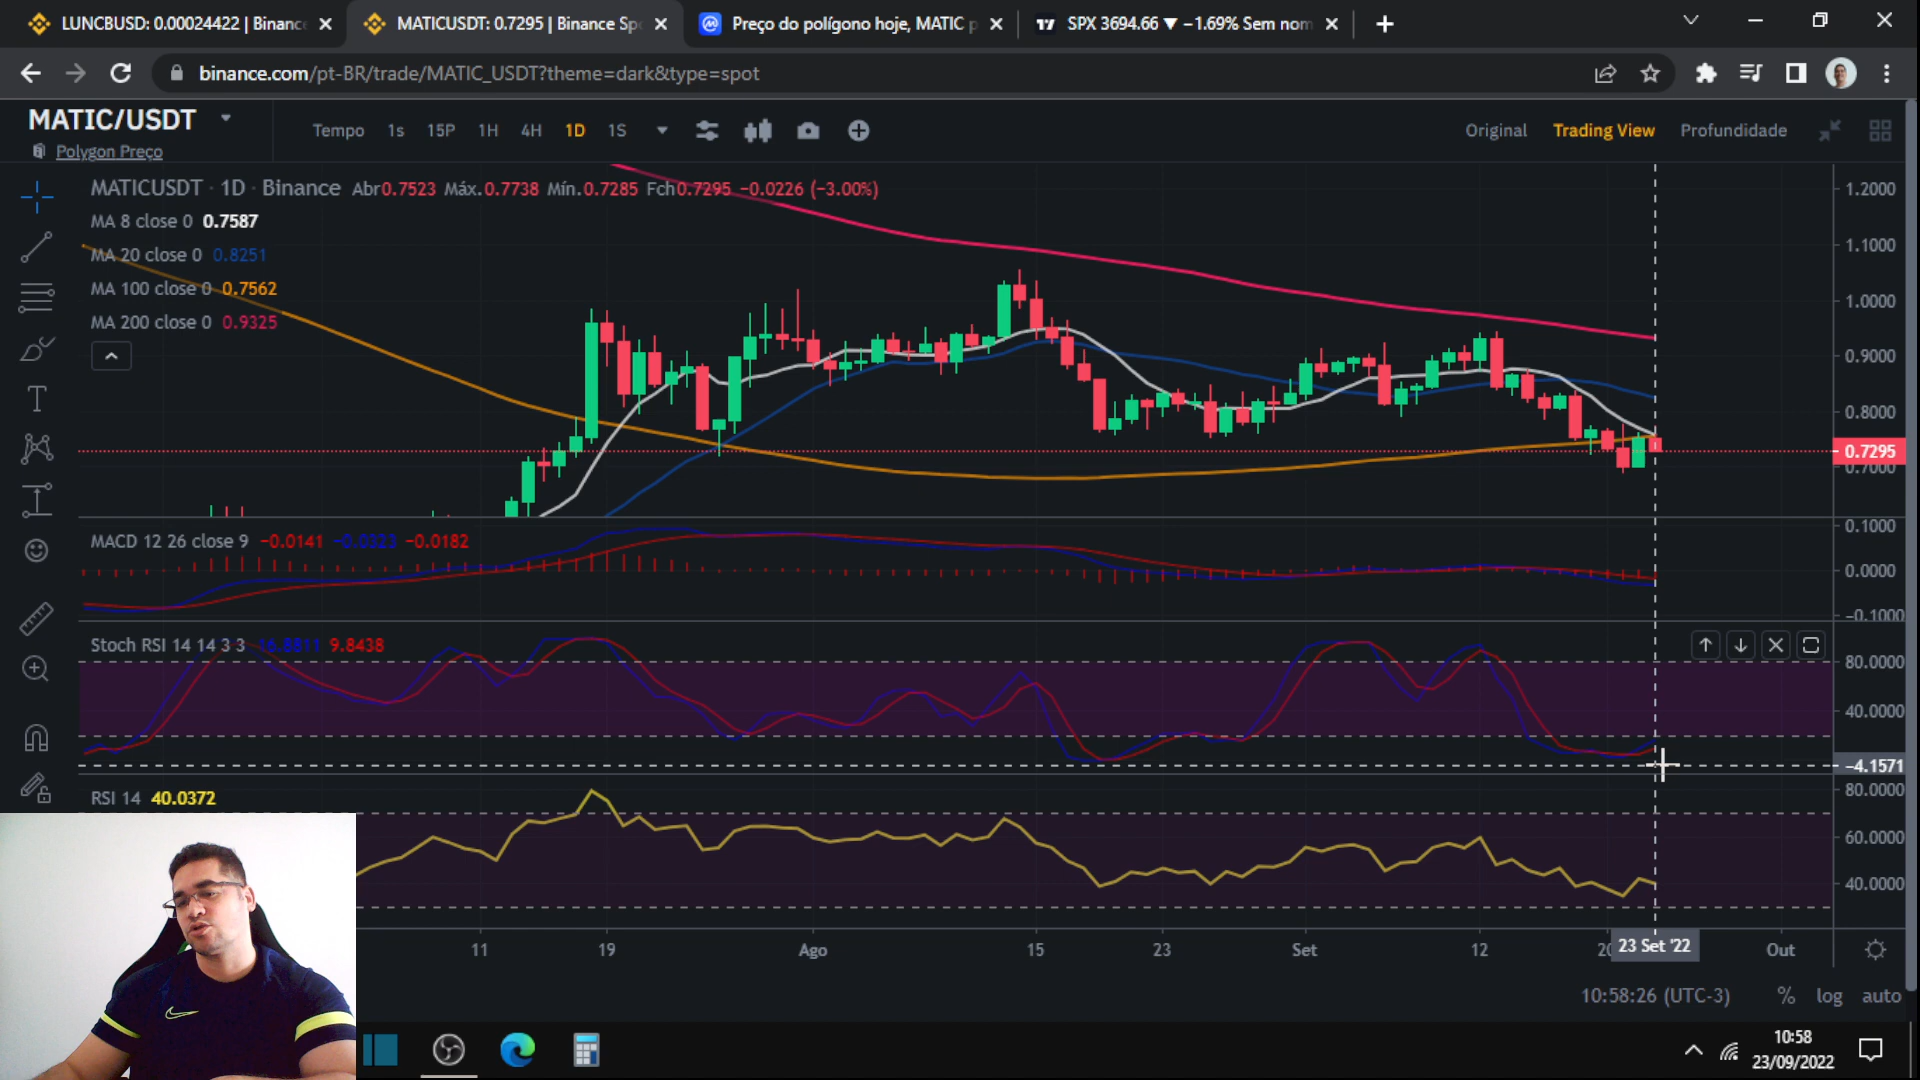 LUNCBUSD: 0.00024422 | Binanc
MATICUSDT: 0.7295 | Binance Sp
Preço do polígono hoje, MATIC p
SPX 3694.66 ▼ −1.69% Sem nom
binance.com/pt-BR/trade/MATIC_USDT?theme=dark&type=spot
MATIC/USDT
Polygon Preço
Tempo 1s 15P 1H 4H 1D 1S
Original Trading View Profundidade
MATICUSDT · 1D · Binance Abr0.7523 Máx.0.7738 Mín.0.7285 Fch0.7295 −0.0226 (−3.00%)
MA 8 close 0 0.7587
MA 20 close 0 0.8251
MA 100 close 0 0.7562
MA 200 close 0 0.9325
1.2000
1.1000
1.0000
0.9000
0.8000
0.7295
0.7000
MACD 12 26 close 9 −0.0141 −0.0323 −0.0182
0.1000
0.0000
−0.1000
Stoch RSI 14 14 3 3 16.8811 9.8438
80.0000
40.0000
−4.1571
RSI 14 40.0372
80.0000
60.0000
40.0000
11 19 Ago 15 23 Set 12 20 23 Set '22 Out
10:58:26 (UTC-3) % log auto
10:58
23/09/2022